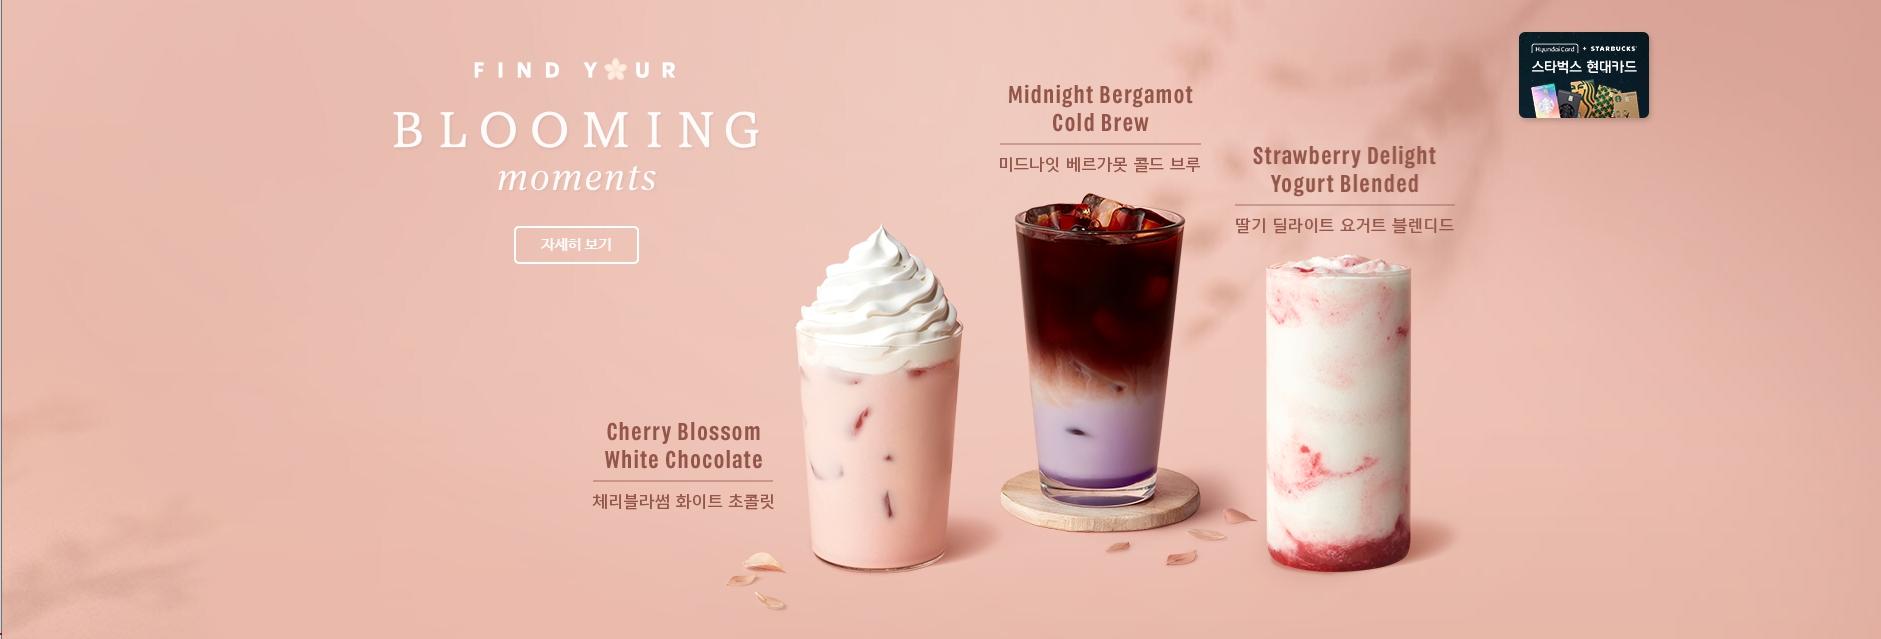 FIND YOUR
BLOOMING
moments
자세히 보기
Cherry Blossom
White Chocolate
체리블라썸 화이트 초콜릿
Midnight Bergamot
Cold Brew
미드나잇 베르가못 콜드 브루
Strawberry Delight
Yogurt Blended
딸기 딜라이트 요거트 블렌디드
HyundaiCard + STARBUCKS
스타벅스 현대카드